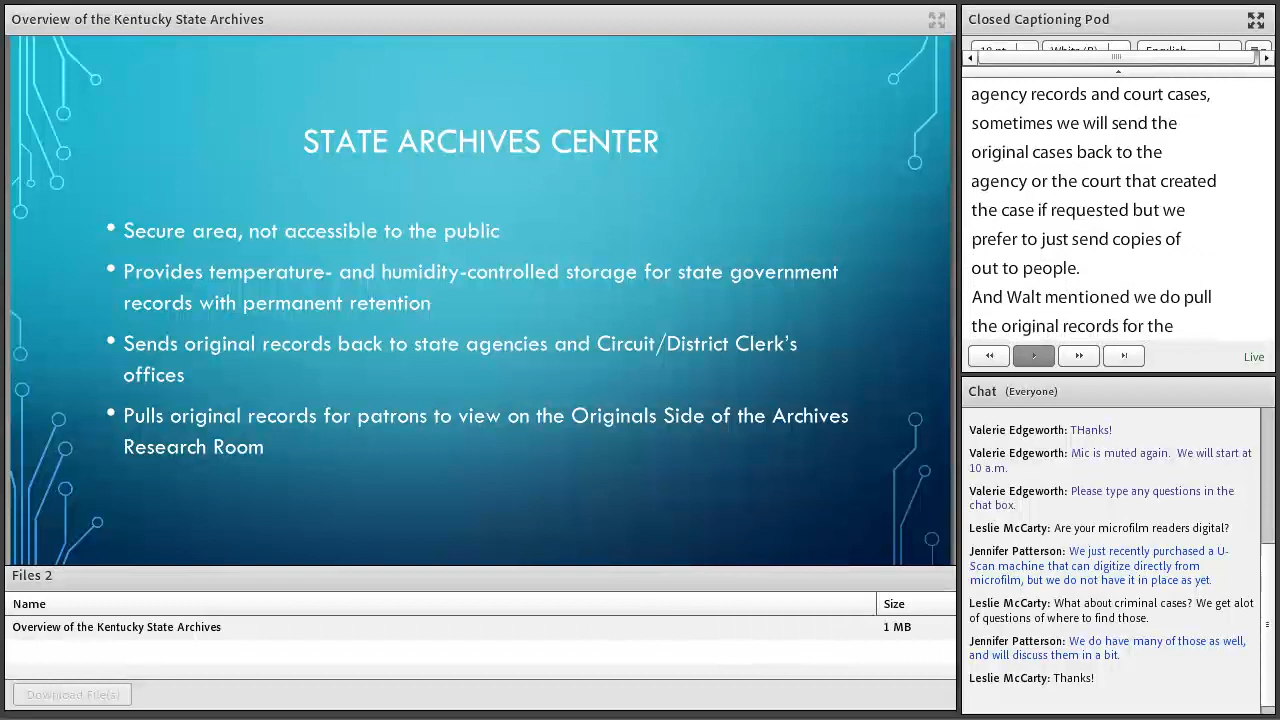 Overview of the Kentucky State Archives
STATE ARCHIVES CENTER
• Secure area, not accessible to the public
• Provides temperature- and humidity-controlled storage for state government
records with permanent retention
• Sends original records back to state agencies and Circuit/District Clerk's
offices
• Pulls original records for patrons to view on the Originals Side of the Archives
Research Room
Files 2
Name Size
Overview of the Kentucky State Archives 1 MB
Download File(s)
Closed Captioning Pod
agency records and court cases,
sometimes we will send the
original cases back to the
agency or the court that created
the case if requested but we
prefer to just send copies of
out to people.
And Walt mentioned we do pull
the original records for the
Live
Chat (Everyone)
Valerie Edgeworth: THanks!
Valerie Edgeworth: Mic is muted again. We will start at
10 a.m.
Valerie Edgeworth: Please type any questions in the
chat box.
Leslie McCarty: Are your microfilm readers digital?
Jennifer Patterson: We just recently purchased a U-
Scan machine that can digitize directly from
microfilm, but we do not have it in place as yet.
Leslie McCarty: What about criminal cases? We get alot
of questions of where to find those.
Jennifer Patterson: We do have many of those as well,
and will discuss them in a bit.
Leslie McCarty: Thanks!